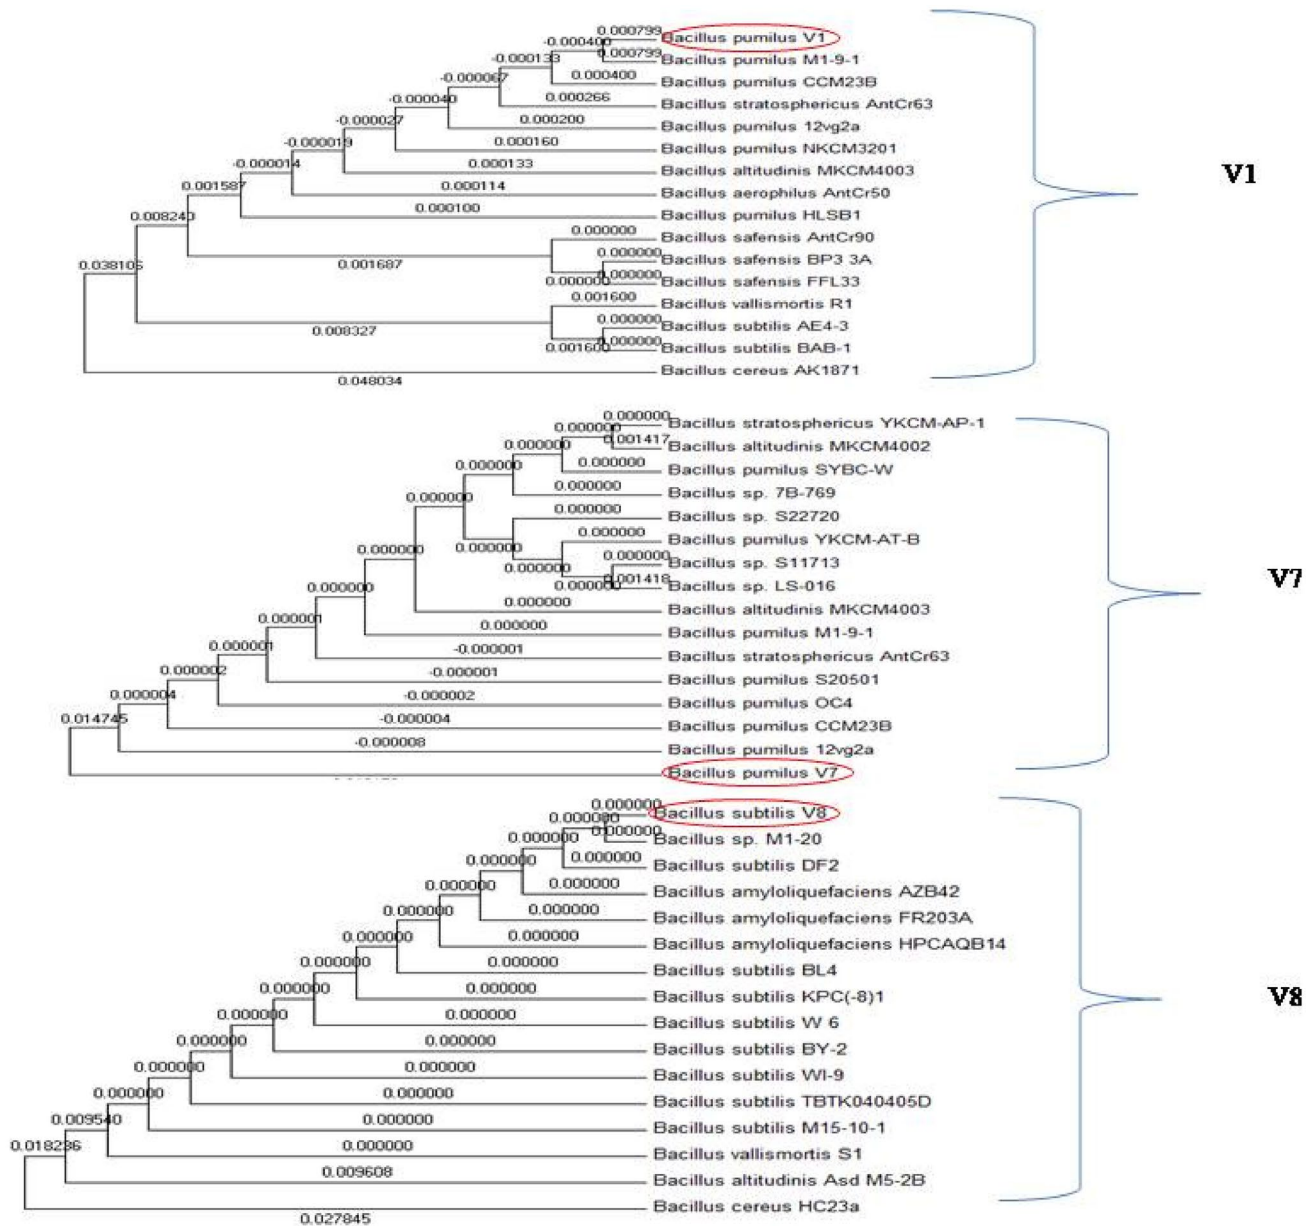 0.000799
Bacillus pumilus V1
-0.000400
0.000799
Bacillus pumilus M1-9-1
-0.000133
0.000400
Bacillus pumilus CCM23B
-0.000067
0.000266
Bacillus stratosphericus AntCr63
-0.000040
0.000200
Bacillus pumilus 12vg2a
-0.000027
0.000160
Bacillus pumilus NKCM3201
-0.000019
0.000133
Bacillus altitudinis MKCM4003
-0.000014
0.000114
Bacillus aerophilus AntCr50
0.001587
0.000100
Bacillus pumilus HLSB1
0.008240
0.000000
Bacillus safensis AntCr90
0.001687
0.000000
Bacillus safensis BP3 3A
0.000000
0.000000
Bacillus safensis FFL33
0.038106
0.001600
Bacillus vallismortis R1
0.008327
0.000000
Bacillus subtilis AE4-3
0.001600
0.000000
Bacillus subtilis BAB-1
0.048034
Bacillus cereus AK1871
V1
0.000000
Bacillus stratosphericus YKCM-AP-1
0.000000
0.001417
Bacillus altitudinis MKCM4002
0.000000
0.000000
Bacillus pumilus SYBC-W
0.000000
0.000000
Bacillus sp. 7B-769
0.000000
0.000000
Bacillus sp. S22720
0.000000
0.000000
Bacillus pumilus YKCM-AT-B
0.000000
0.000000
Bacillus sp. S11713
0.000000
0.001418
Bacillus sp. LS-016
0.000000
0.000000
Bacillus altitudinis MKCM4003
0.000000
0.000000
Bacillus pumilus M1-9-1
0.000001
-0.000001
Bacillus stratosphericus AntCr63
0.000001
-0.000001
Bacillus pumilus S20501
0.000002
-0.000002
Bacillus pumilus OC4
0.000004
-0.000004
Bacillus pumilus CCM23B
0.014745
-0.000008
Bacillus pumilus 12vg2a
Bacillus pumilus V7
V7
0.000000
Bacillus subtilis V8
0.000000
0.000000
Bacillus sp. M1-20
0.000000
0.000000
Bacillus subtilis DF2
0.000000
0.000000
Bacillus amyloliquefaciens AZB42
0.000000
0.000000
Bacillus amyloliquefaciens FR203A
0.000000
0.000000
Bacillus amyloliquefaciens HPCAQB14
0.000000
0.000000
Bacillus subtilis BL4
0.000000
0.000000
Bacillus subtilis KPC(-8)1
0.000000
0.000000
Bacillus subtilis W 6
0.000000
0.000000
Bacillus subtilis BY-2
0.000000
0.000000
Bacillus subtilis WI-9
0.000000
0.000000
Bacillus subtilis TBTK040405D
0.000000
0.000000
Bacillus subtilis M15-10-1
0.009540
0.000000
Bacillus vallismortis S1
0.018236
0.009608
Bacillus altitudinis Asd M5-2B
0.027845
Bacillus cereus HC23a
V8